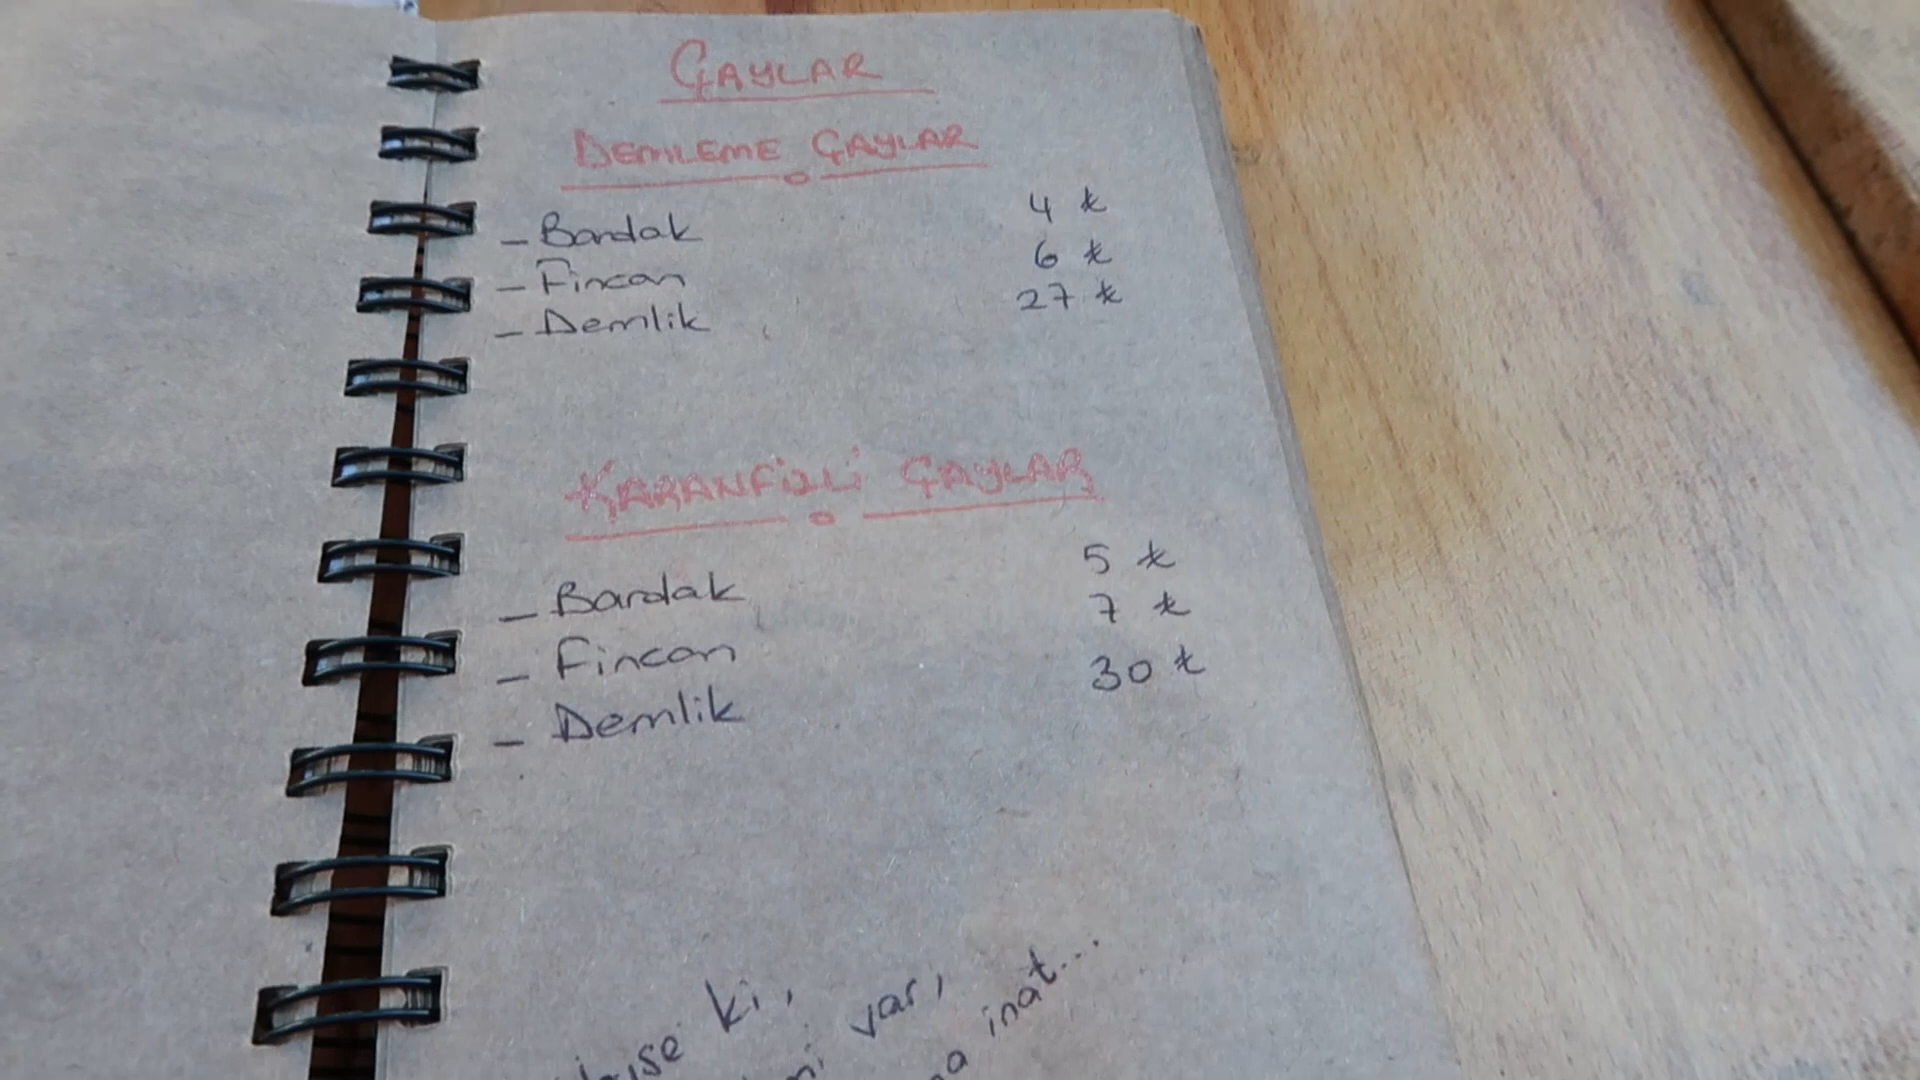 ÇAYLAR
DEMLEME ÇAYLAR
- Bardak 4 ₺
- Fincan 6 ₺
- Demlik 27 ₺
KARANFİLLİ ÇAYLAR
- Bardak 5 ₺
- Fincan 7 ₺
- Demlik 30 ₺
ki,
var,
inat...